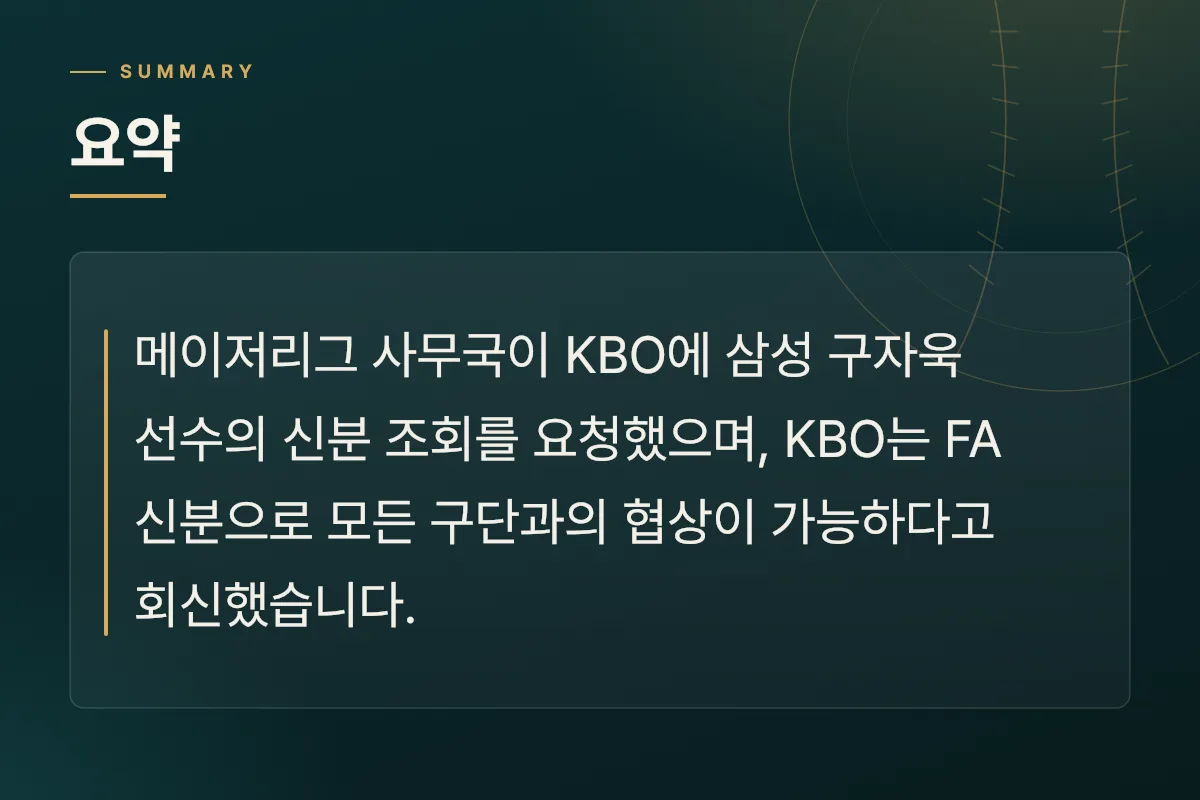 SUMMARY
요약
메이저리그 사무국이 KBO에 삼성 구자욱
선수의 신분 조회를 요청했으며, KBO는 FA
신분으로 모든 구단과의 협상이 가능하다고
회신했습니다.